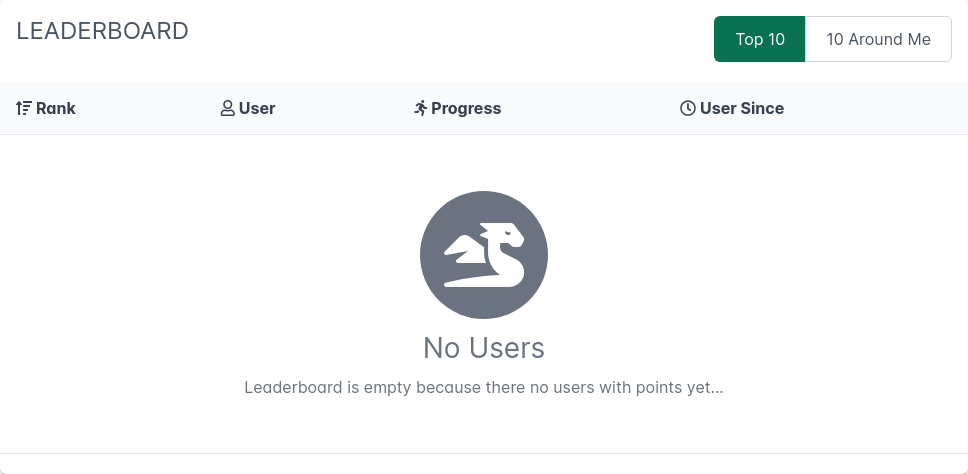 LEADERBOARD
Top 10 10 Around Me
Rank User Progress User Since
No Users
Leaderboard is empty because there no users with points yet...